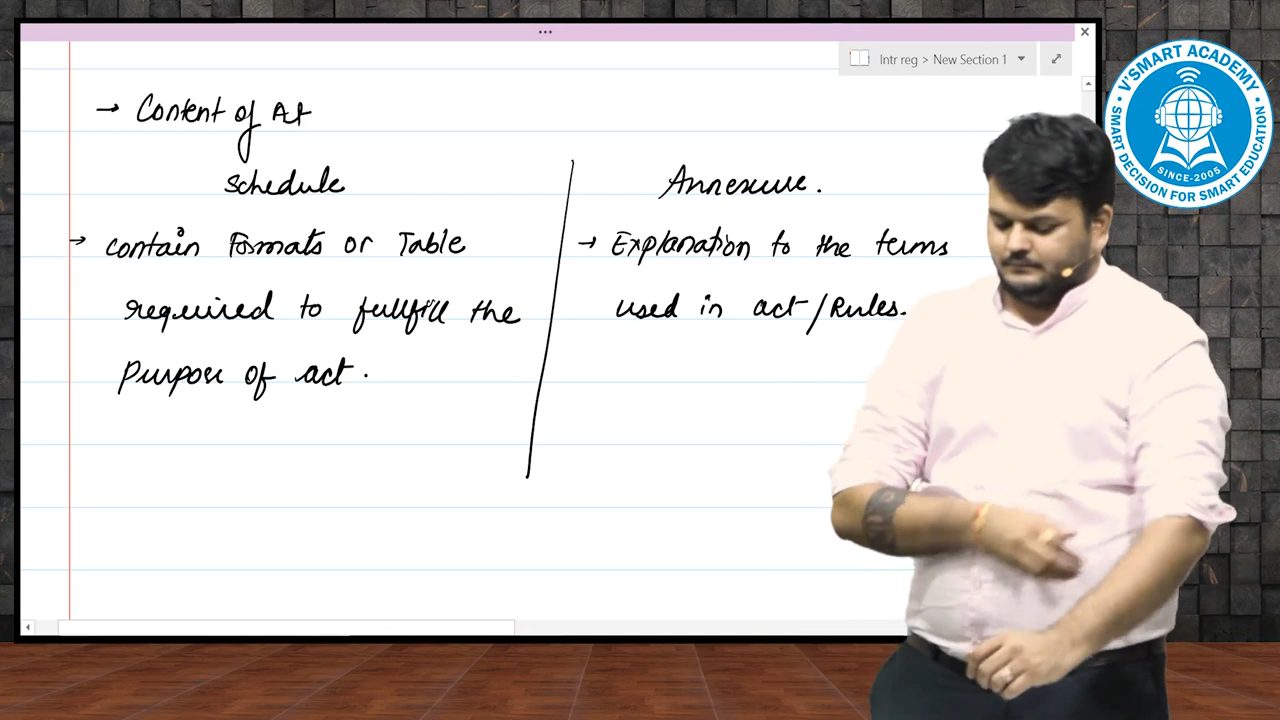 Intr reg > New Section 1
→ Content of Act
Schedule
→ contain Formats or Table
required to fullfill the
Purpose of act.
Annexure.
→ Explanation to the terms
used in act/Rules.
V'SMART ACADEMY
SINCE-2005
SMART DECISION FOR SMART EDUCATION